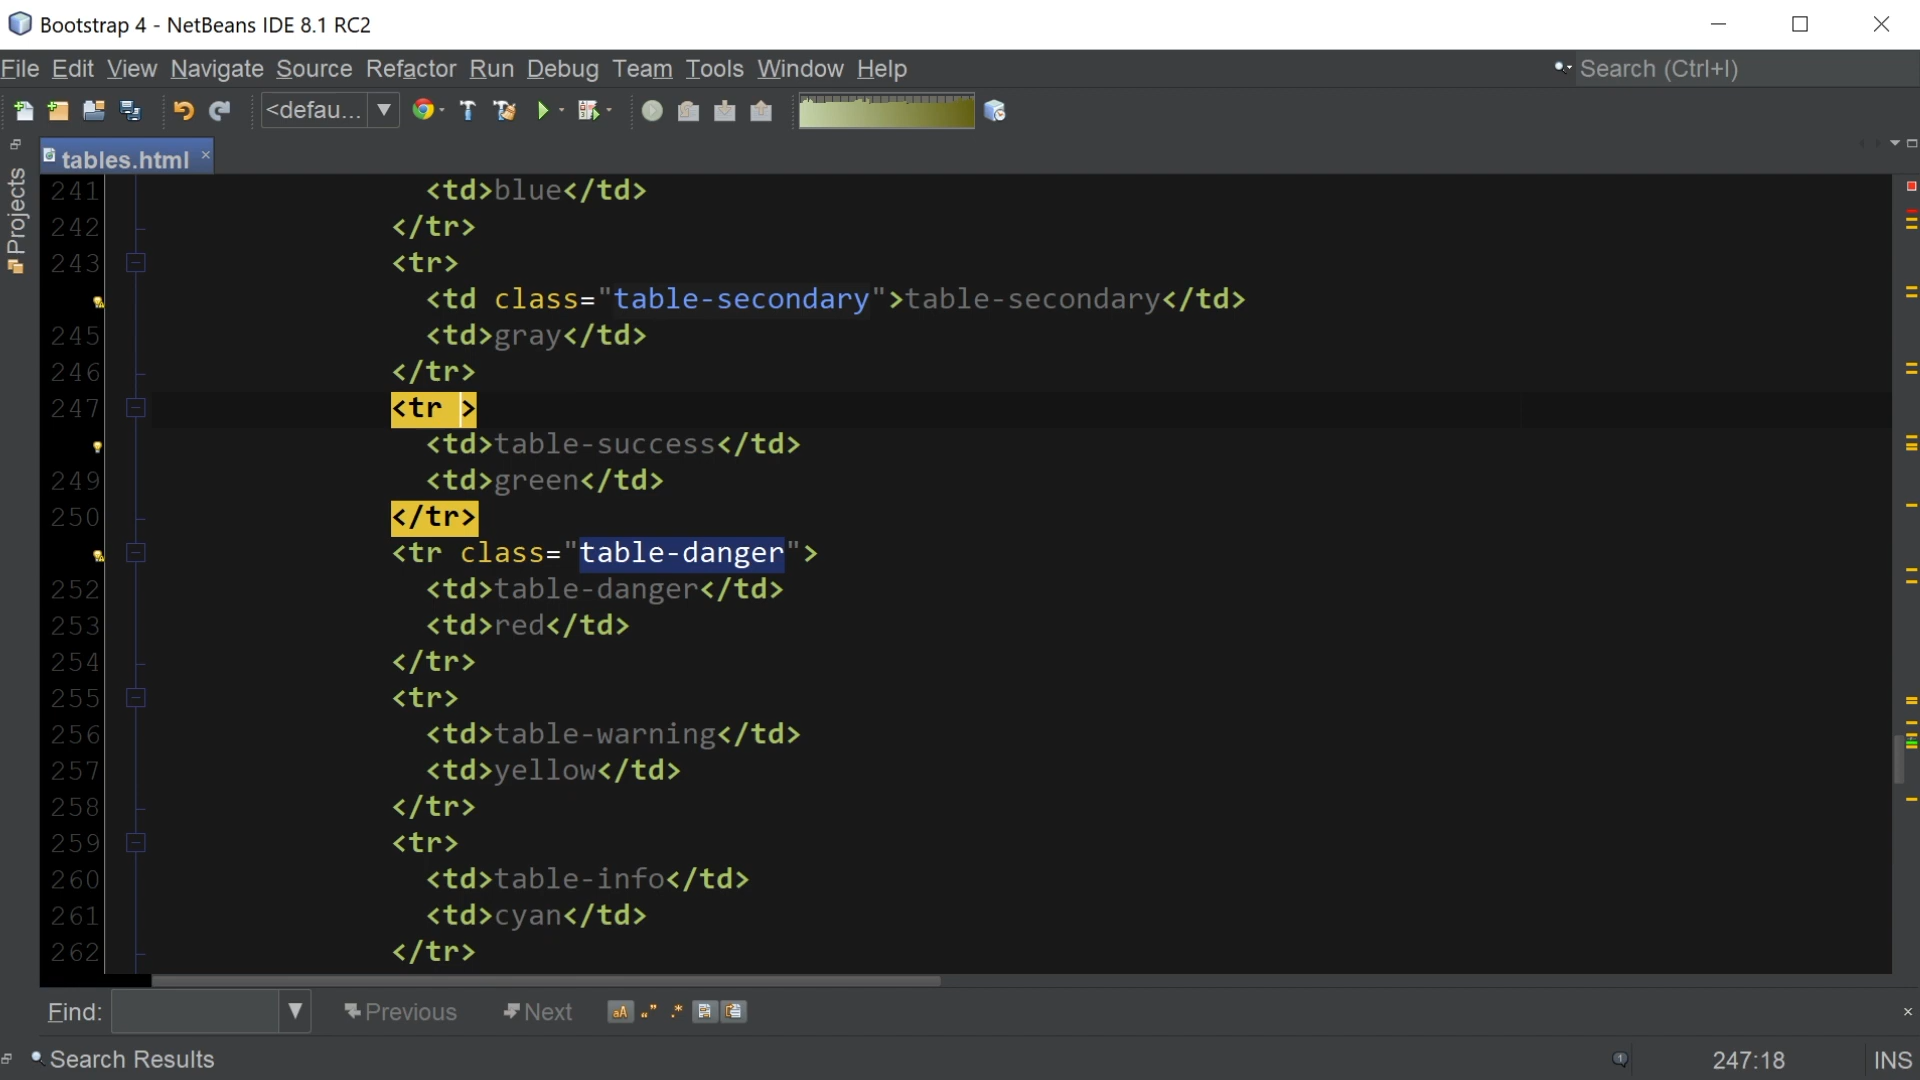 Bootstrap 4 - NetBeans IDE 8.1 RC2
File Edit View Navigate Source Refactor Run Debug Team Tools Window Help
Search (Ctrl+I)
<defau...
Projects
tables.html
241 <td>blue</td>
242 </tr>
243 <tr>
<td class="table-secondary">table-secondary</td>
245 <td>gray</td>
246 </tr>
247 <tr >
<td>table-success</td>
249 <td>green</td>
250 </tr>
<tr class="table-danger">
252 <td>table-danger</td>
253 <td>red</td>
254 </tr>
255 <tr>
256 <td>table-warning</td>
257 <td>yellow</td>
258 </tr>
259 <tr>
260 <td>table-info</td>
261 <td>cyan</td>
262 </tr>
Find: Previous Next aA
Search Results 1 247:18 INS